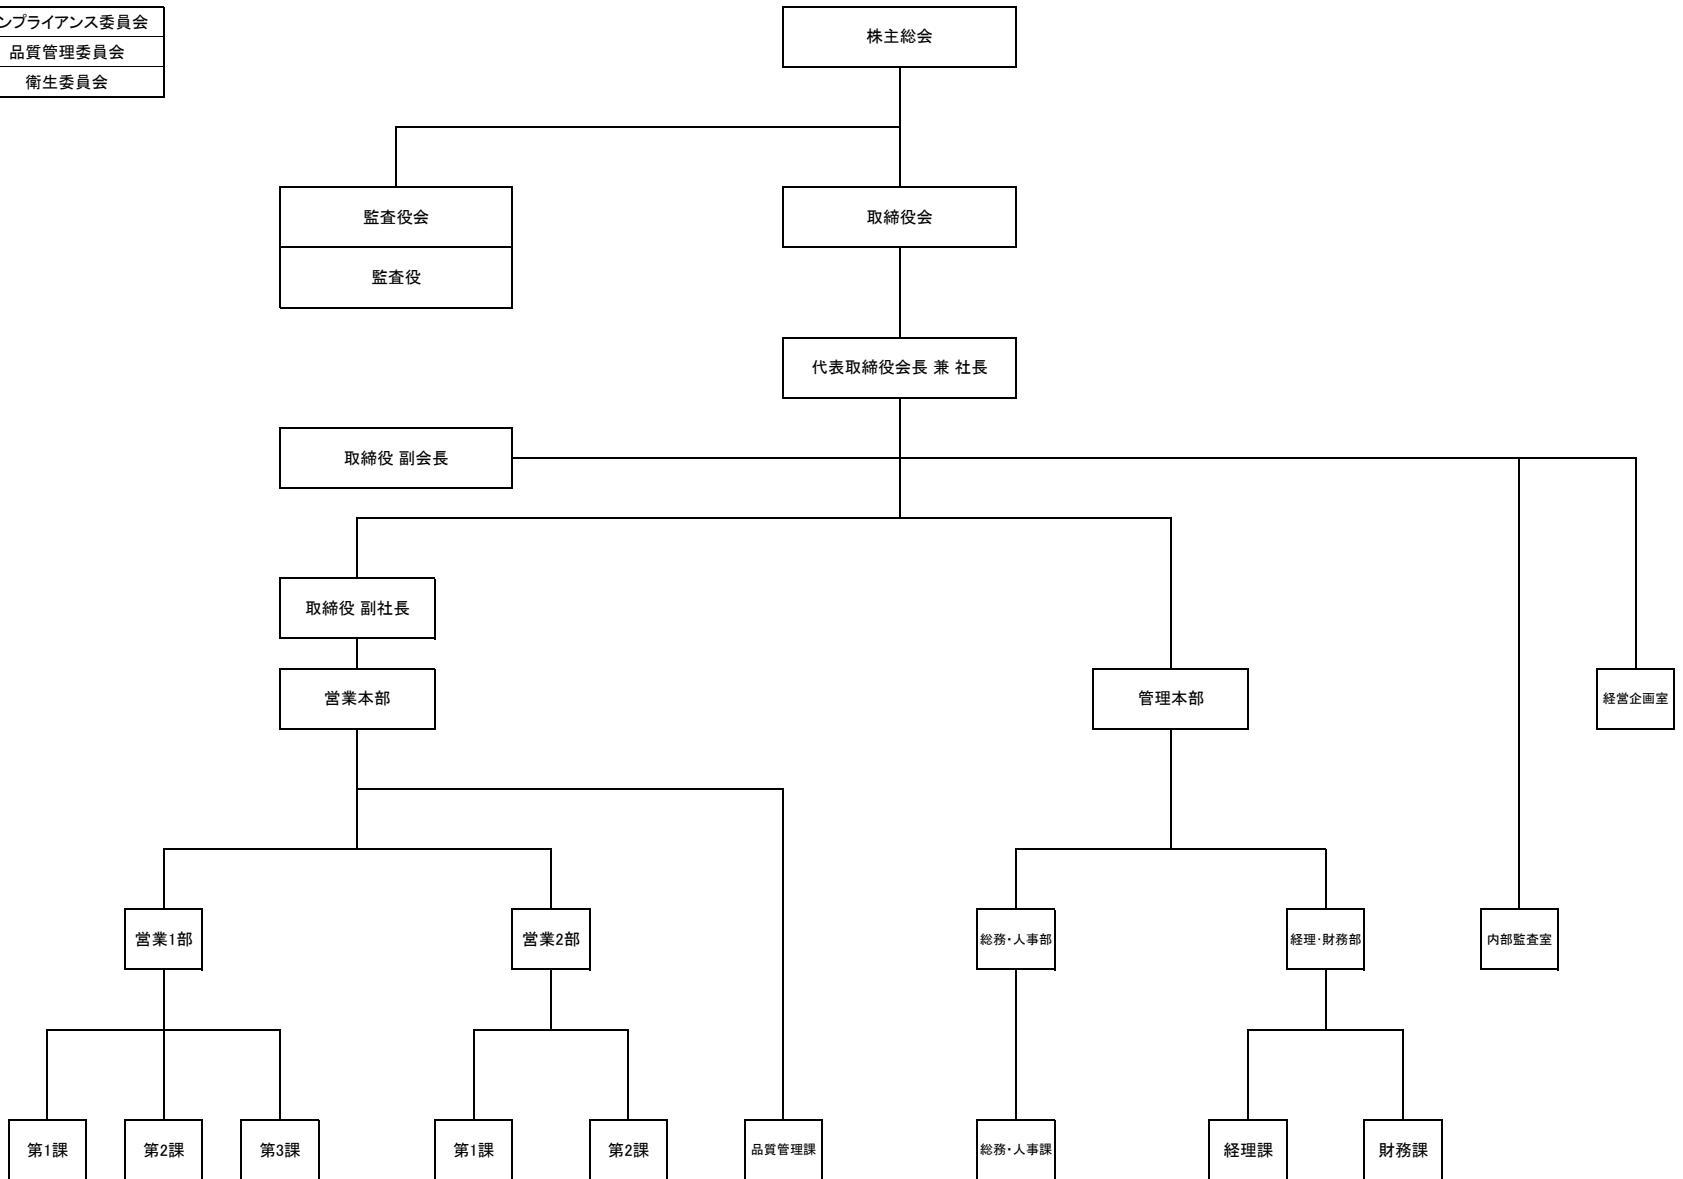 ンプライアンス委員会
品質管理委員会
衛生委員会
株主総会
監査役会
取締役会
監査役
代表取締役会長 兼 社長
取締役 副会長
取締役 副社長
営業本部
管理本部
経営企画室
営業1部
営業2部
総務・人事部
経理・財務部
内部監査室
第1課
第2課
第3課
第1課
第2課
品質管理課
総務・人事課
経理課
財務課